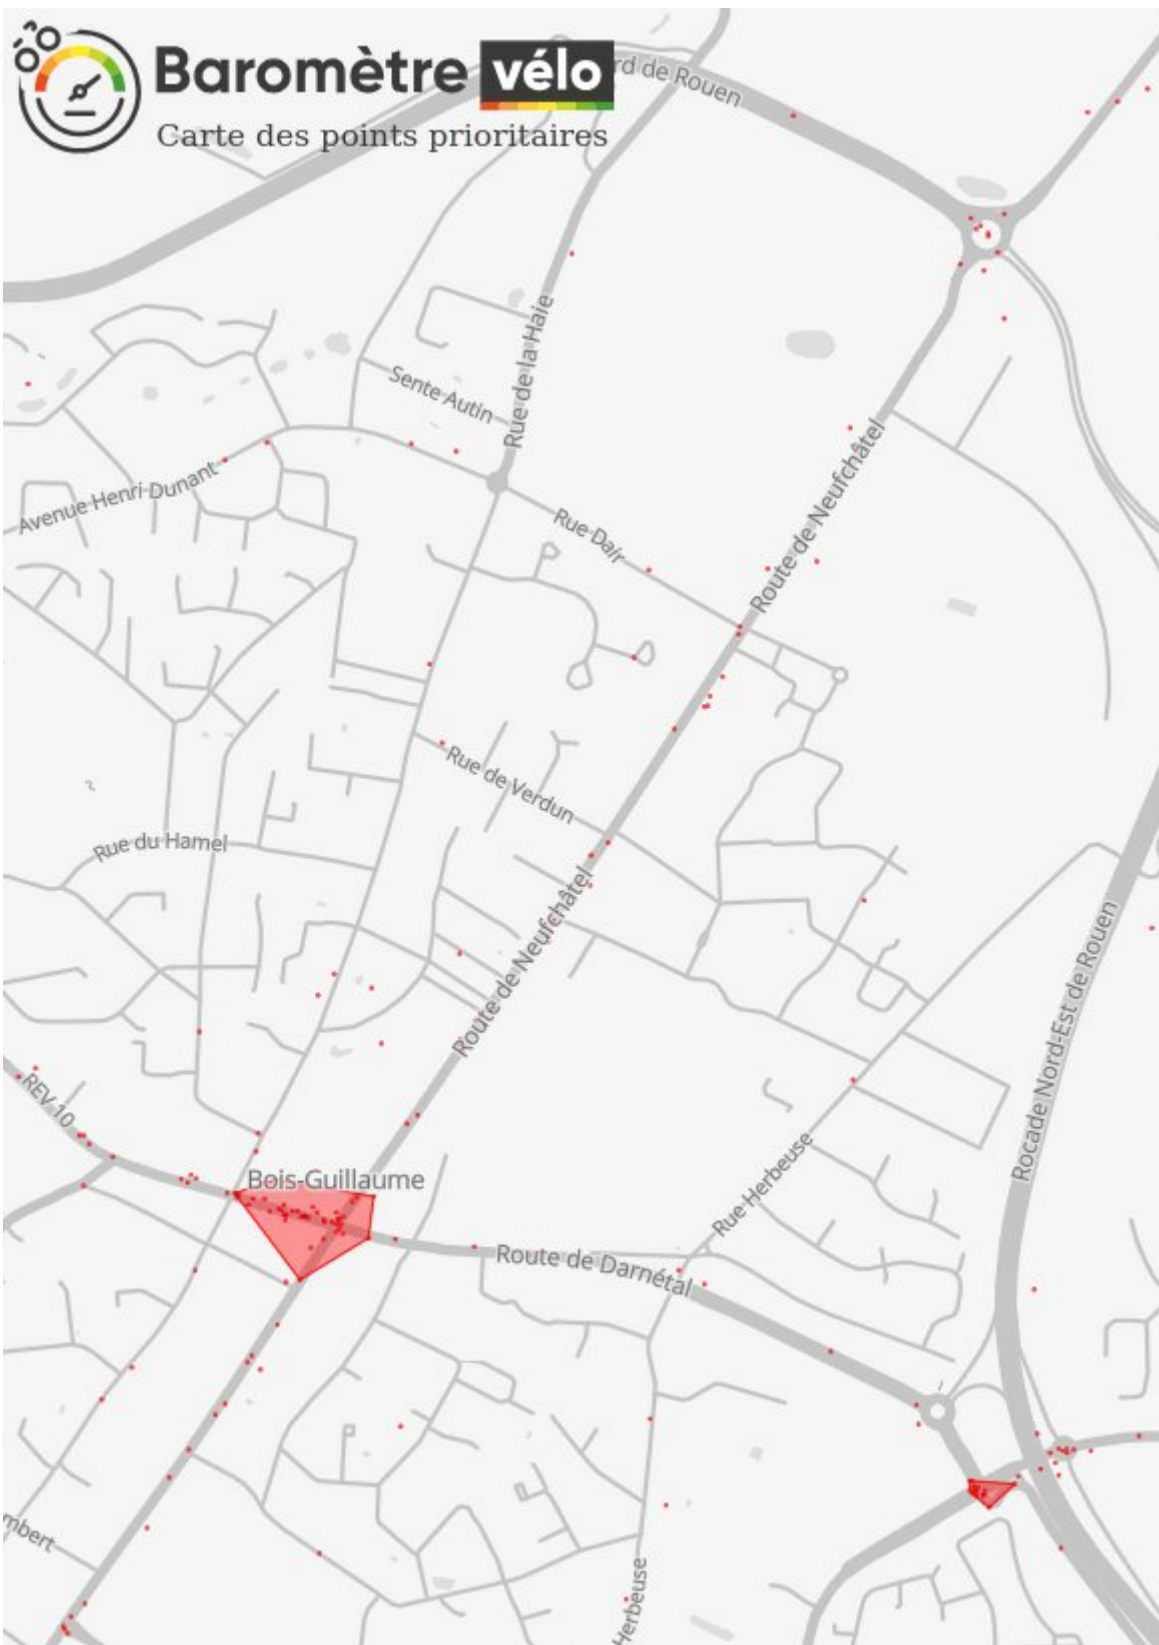 Baromètre vélo
Carte des points prioritaires
rd de Rouen
Rue de la Haie
Sente Autin
Avenue Henri Dunant
Rue Dair
Route de Neufchâtel
Rue de Verdun
Rue du Hamel
Route de Neufchâtel
Rocade Nord-Est de Rouen
REV 10
Bois-Guillaume
Rue Herbeuse
Route de Darnétal
mbert
Herbeuse